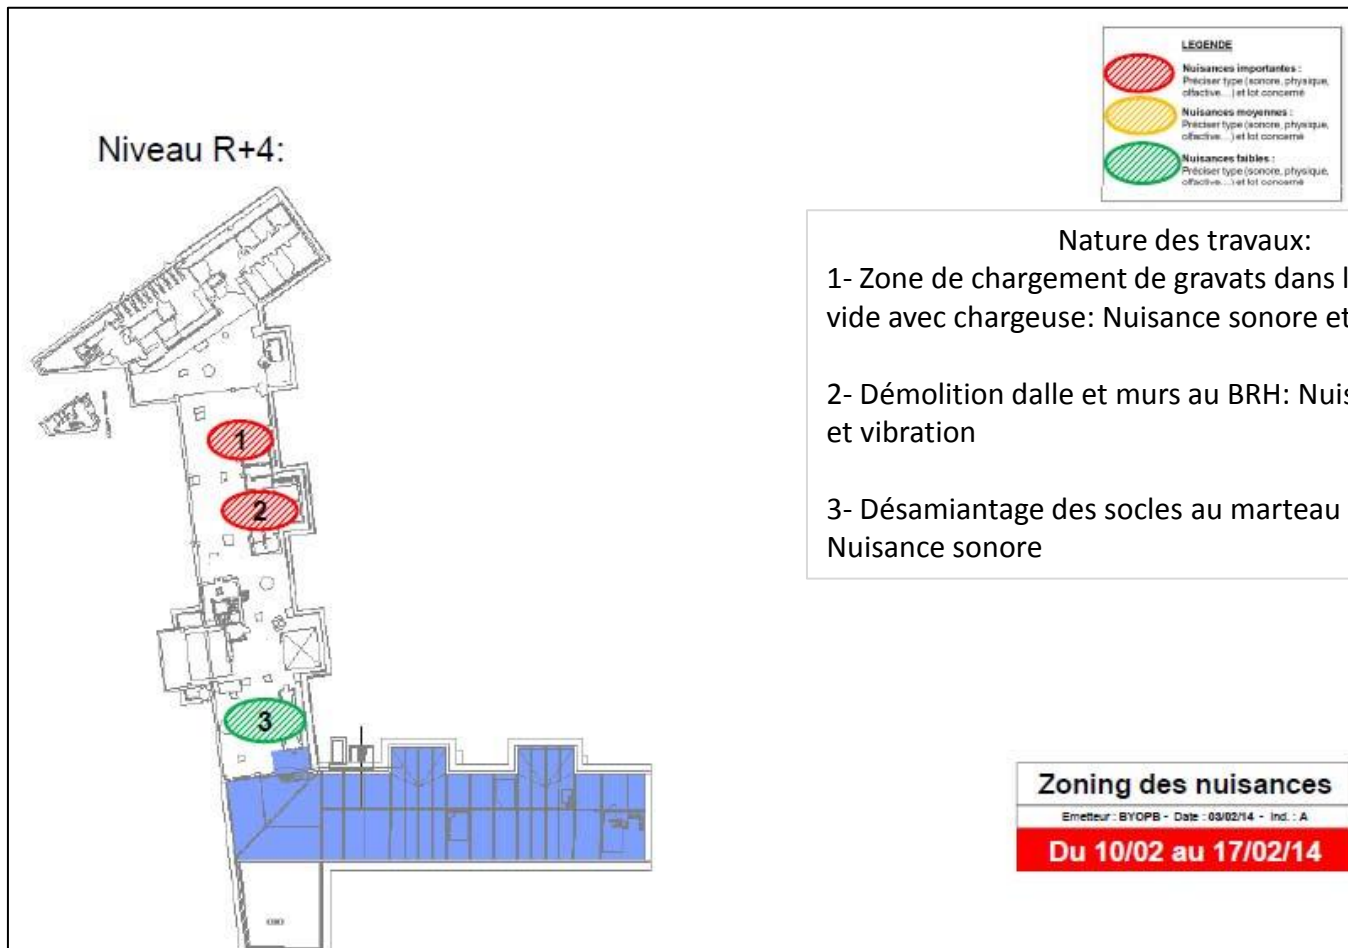 Niveau R+4:
LEGENDE
Nuisances importantes :
Préciser type (sonore, physique,
olfactive...) et lot concerné
Nuisances moyennes :
Préciser type (sonore, physique,
olfactive...) et lot concerné
Nuisances faibles :
Préciser type (sonore, physique,
olfactive...) et lot concerné
Nature des travaux:
1- Zone de chargement de gravats dans l
vide avec chargeuse: Nuisance sonore et
2- Démolition dalle et murs au BRH: Nuis
et vibration
3- Désamiantage des socles au marteau
Nuisance sonore
1
2
3
Zoning des nuisances
Emetteur : BYOPB - Date : 03/02/14 - Ind. : A
Du 10/02 au 17/02/14